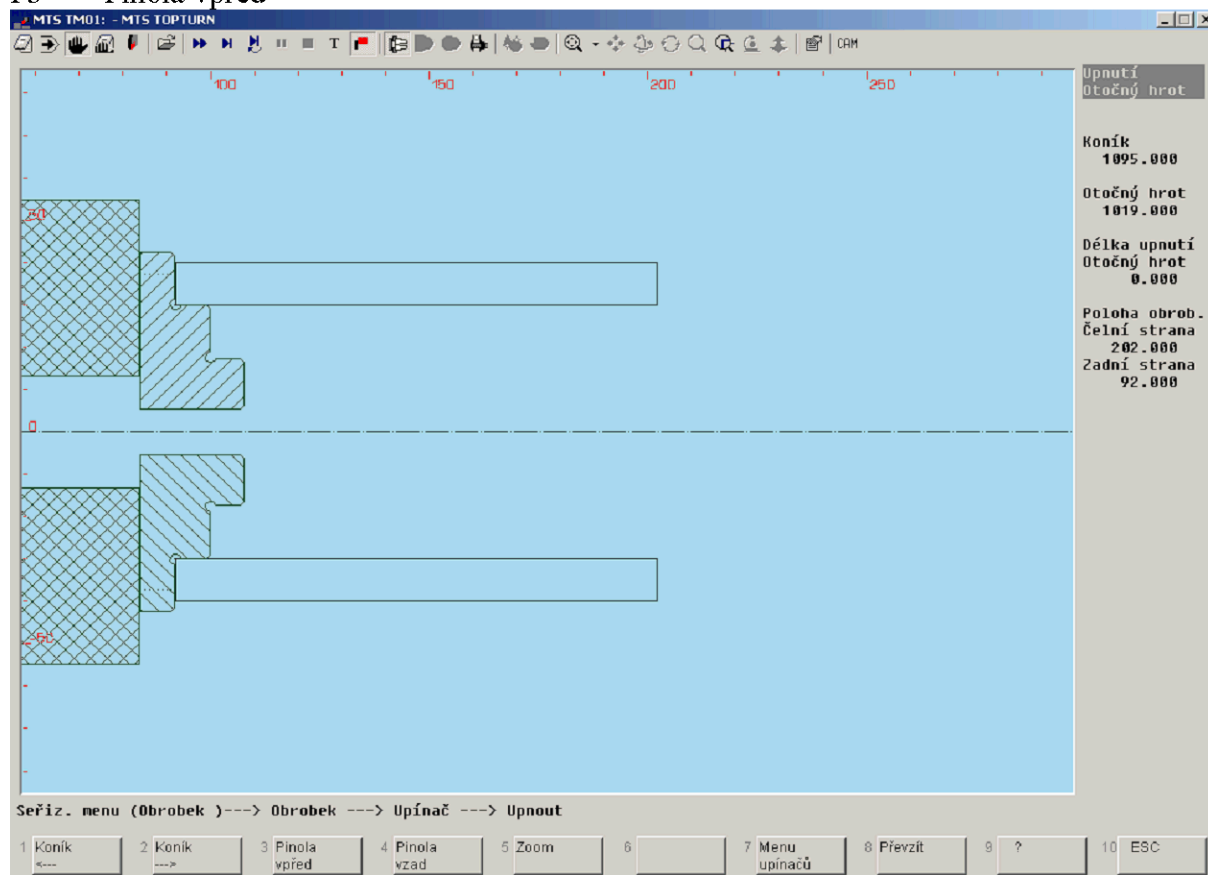 F3 Pinola vpřed
MTS TM01: - MTS TOPTURN
T CAM
100 150 200 250
Upnutí
Otočný hrot
Koník
1095.000
Otočný hrot
1019.000
Délka upnutí
Otočný hrot
0.000
Poloha obrob.
Čelní strana
202.000
Zadní strana
92.000
50
0
-50
Seřiz. menu (Obrobek )---> Obrobek ---> Upínač ---> Upnout
1 Koník <---
2 Koník --->
3 Pinola vpřed
4 Pinola vzad
5 Zoom
6
7 Menu upínačů
8 Převzít
9 ?
10 ESC